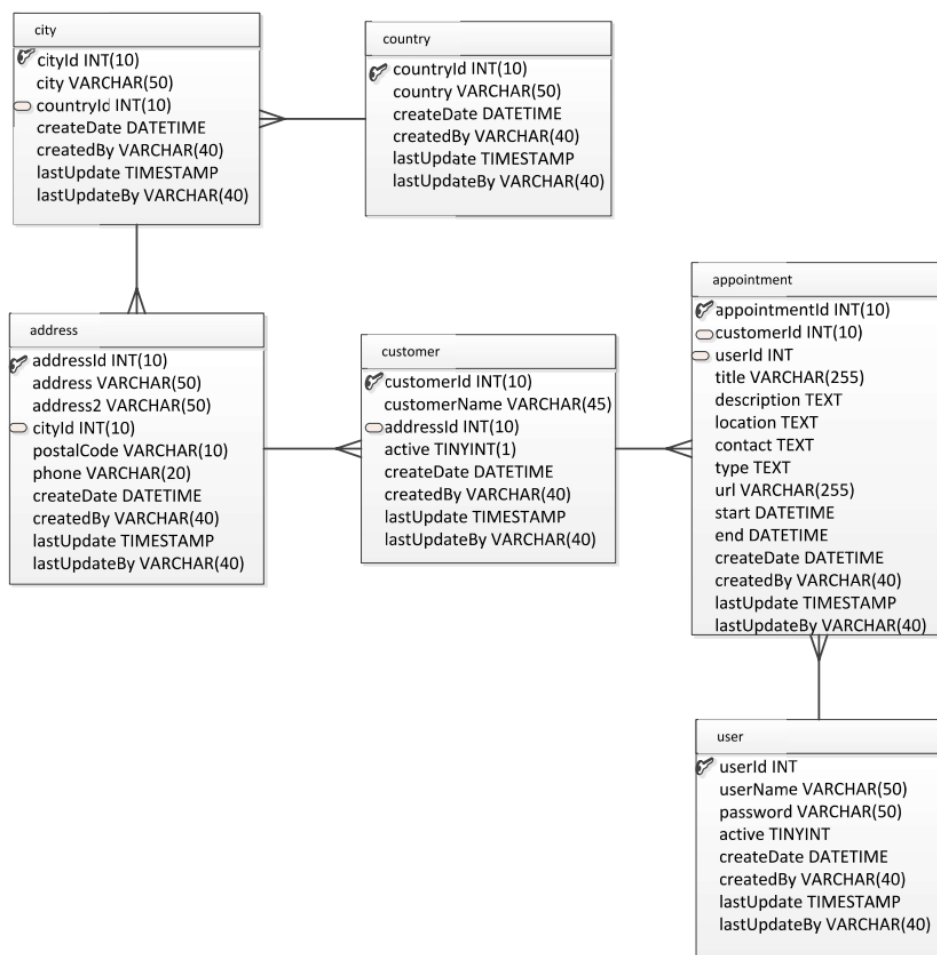 city
cityId INT(10)
city VARCHAR(50)
countryId INT(10)
createDate DATETIME
createdBy VARCHAR(40)
lastUpdate TIMESTAMP
lastUpdateBy VARCHAR(40)
country
countryId INT(10)
country VARCHAR(50)
createDate DATETIME
createdBy VARCHAR(40)
lastUpdate TIMESTAMP
lastUpdateBy VARCHAR(40)
address
addressId INT(10)
address VARCHAR(50)
address2 VARCHAR(50)
cityId INT(10)
postalCode VARCHAR(10)
phone VARCHAR(20)
createDate DATETIME
createdBy VARCHAR(40)
lastUpdate TIMESTAMP
lastUpdateBy VARCHAR(40)
customer
customerId INT(10)
customerName VARCHAR(45)
addressId INT(10)
active TINYINT(1)
createDate DATETIME
createdBy VARCHAR(40)
lastUpdate TIMESTAMP
lastUpdateBy VARCHAR(40)
appointment
appointmentId INT(10)
customerId INT(10)
userId INT
title VARCHAR(255)
description TEXT
location TEXT
contact TEXT
type TEXT
url VARCHAR(255)
start DATETIME
end DATETIME
createDate DATETIME
createdBy VARCHAR(40)
lastUpdate TIMESTAMP
lastUpdateBy VARCHAR(40)
user
userId INT
userName VARCHAR(50)
password VARCHAR(50)
active TINYINT
createDate DATETIME
createdBy VARCHAR(40)
lastUpdate TIMESTAMP
lastUpdateBy VARCHAR(40)